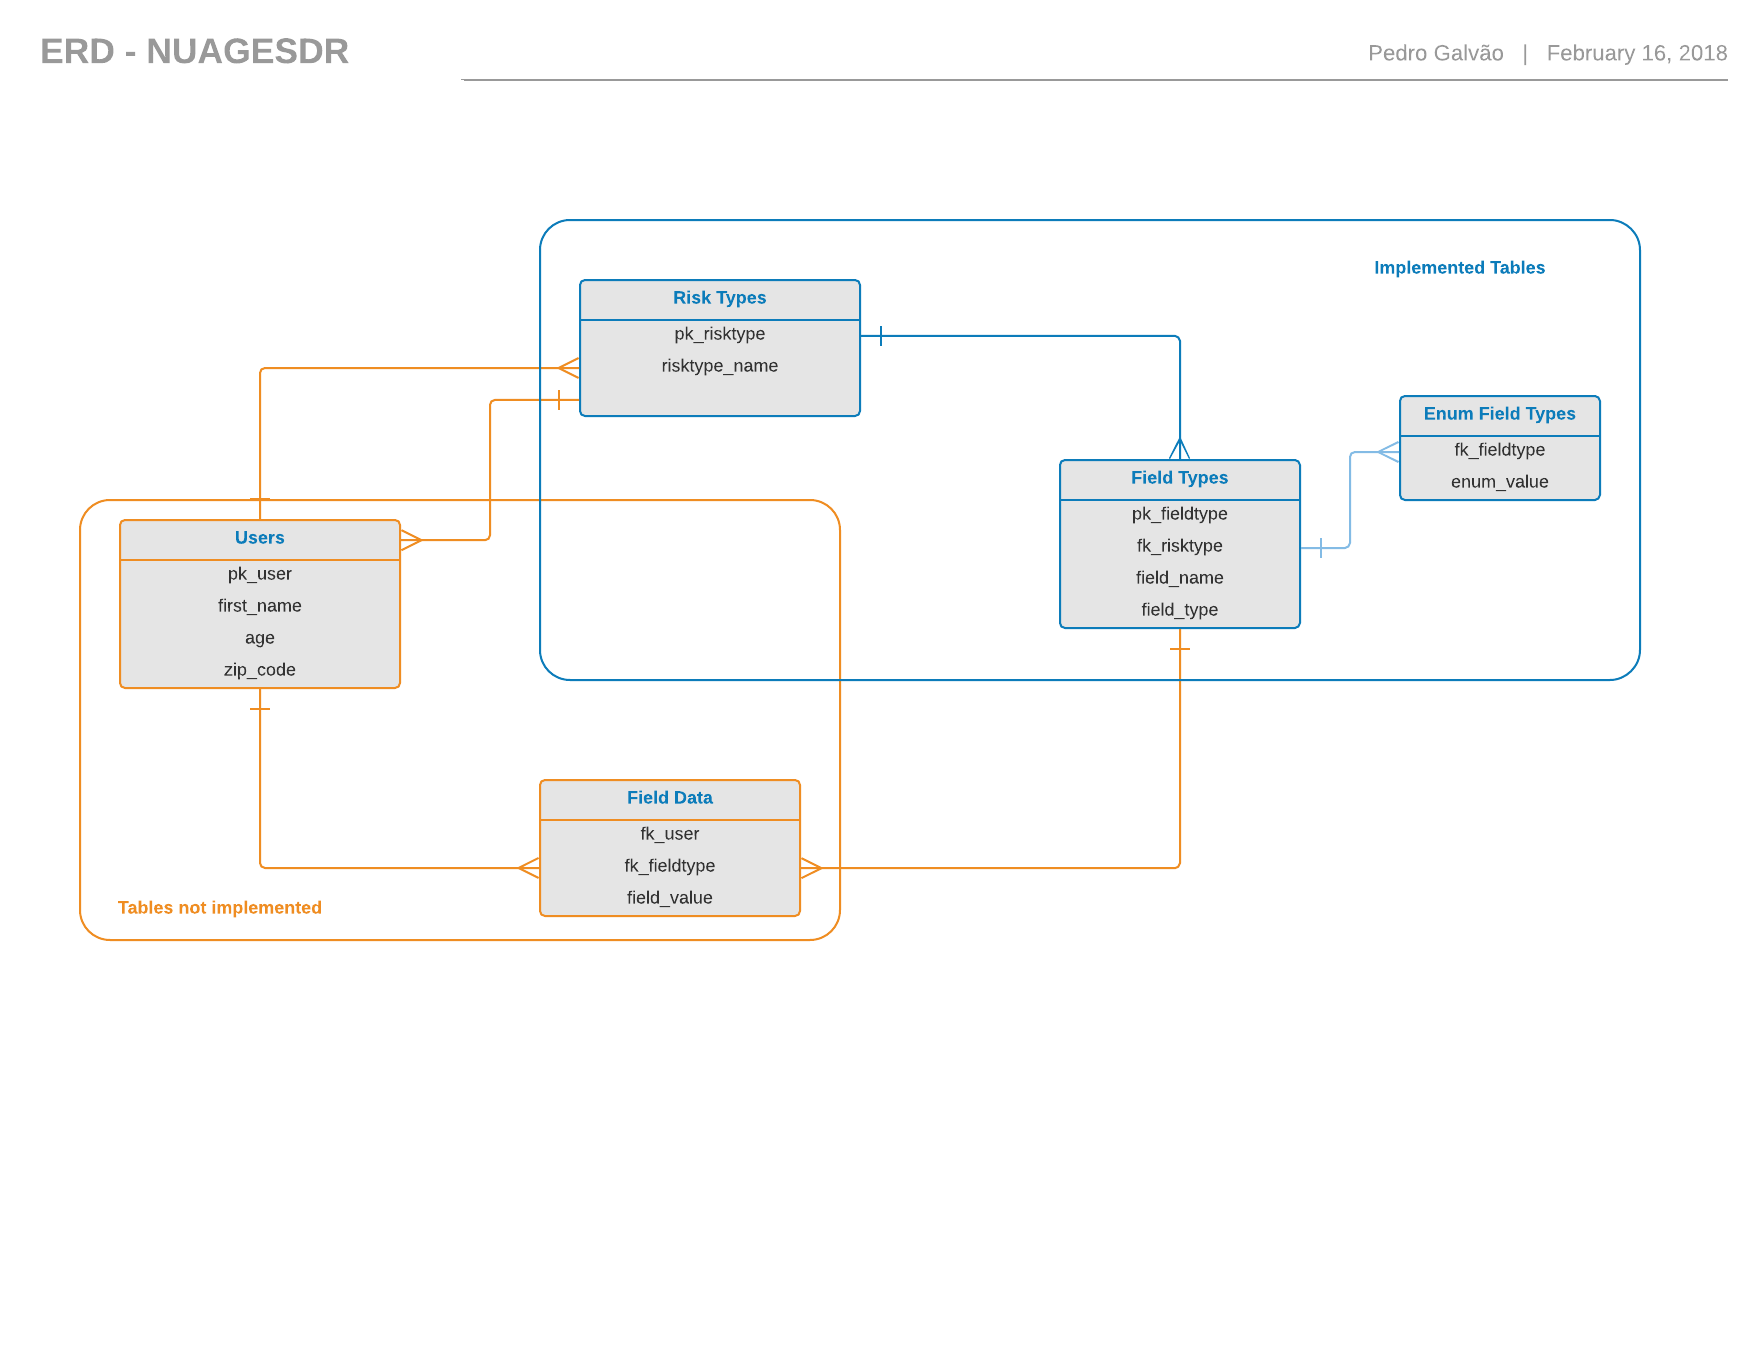 ERD - NUAGESDR
Pedro Galvão | February 16, 2018
Implemented Tables
Risk Types
pk_risktype
risktype_name
Enum Field Types
fk_fieldtype
enum_value
Field Types
pk_fieldtype
fk_risktype
field_name
field_type
Users
pk_user
first_name
age
zip_code
Field Data
fk_user
fk_fieldtype
field_value
Tables not implemented